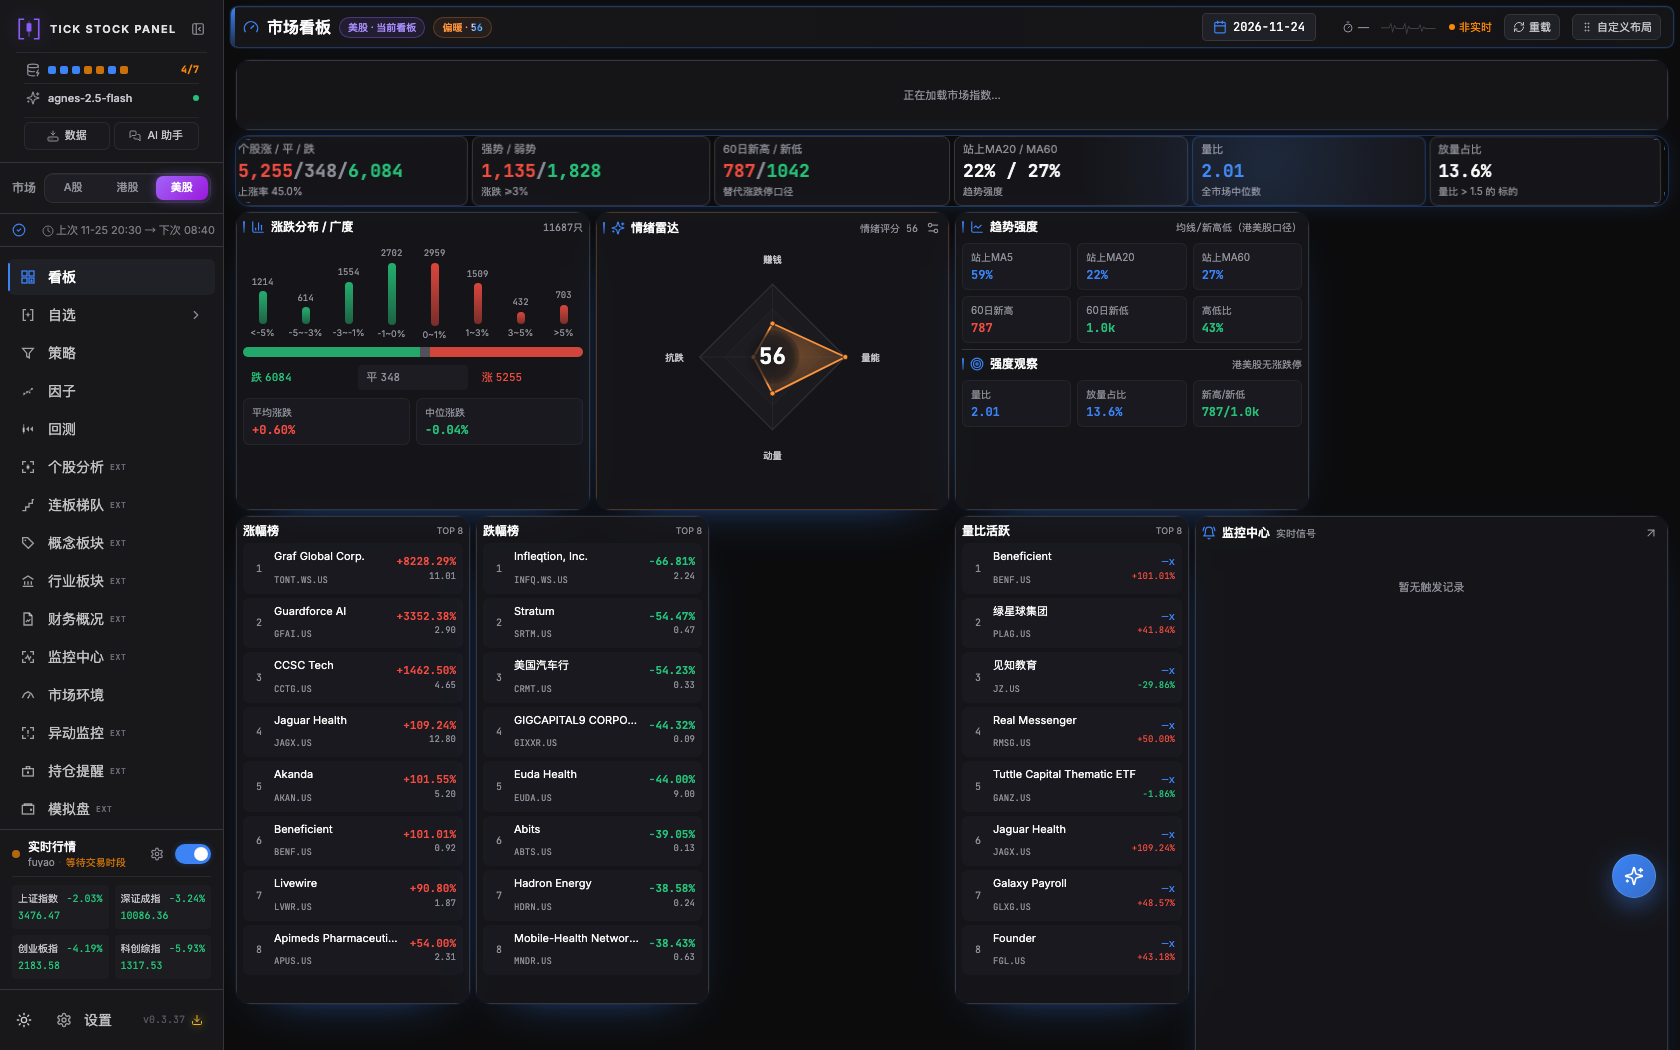 TICK STOCK PANEL
4/7
agnes-2.5-flash
数据
AI 助手
市场
A股
港股
美股
上次 11-25 20:30 → 下次 08:40
看板
自选
策略
因子
回测
个股分析 EXT
连板梯队 EXT
概念板块 EXT
行业板块 EXT
财务概况 EXT
监控中心 EXT
市场环境
异动监控 EXT
持仓提醒 EXT
模拟盘 EXT
实时行情
fuyao 等待交易时段
上证指数 -2.03%
3476.47
深证成指 -3.24%
10086.36
创业板指 -4.19%
2183.58
科创综指 -5.93%
1317.53
设置
v0.3.37
市场看板
美股 · 当前看板
偏暖 · 56
2026-11-24
—
非实时
重载
自定义布局
正在加载市场指数...
个股涨 / 平 / 跌
5,255/348/6,084
上涨率 45.0%
强势 / 弱势
1,135/1,828
涨跌 ≥3%
60日新高 / 新低
787/1042
替代涨跌停口径
站上MA20 / MA60
22% / 27%
趋势强度
量比
2.01
全市场中位数
放量占比
13.6%
量比 > 1.5 的 标的
涨跌分布 / 广度
11687只
1214
614
1554
2702
2959
1509
432
703
<-5%
-5~-3%
-3~-1%
-1~0%
0~1%
1~3%
3~5%
>5%
跌 6084
平 348
涨 5255
平均涨跌
+0.60%
中位涨跌
-0.04%
情绪雷达
情绪评分 56
赚钱
抗跌
56
量能
动量
趋势强度
均线/新高低（港美股口径）
站上MA5
59%
站上MA20
22%
站上MA60
27%
60日新高
787
60日新低
1.0k
高低比
43%
强度观察
港美股无涨跌停
量比
2.01
放量占比
13.6%
新高/新低
787/1.0k
涨幅榜
TOP 8
1 Graf Global Corp. +8228.29%
TONT.WS.US 11.01
2 Guardforce AI +3352.38%
GFAI.US 2.90
3 CCSC Tech +1462.50%
CCTG.US 4.65
4 Jaguar Health +109.24%
JAGX.US 12.80
5 Akanda +101.55%
AKAN.US 5.20
6 Beneficient +101.01%
BENF.US 0.92
7 Livewire +90.80%
LVWR.US 1.87
8 Apimeds Pharmaceuti... +54.00%
APUS.US 2.31
跌幅榜
TOP 8
1 Infleqtion, Inc. -66.81%
INFQ.WS.US 2.24
2 Stratum -54.47%
SRTM.US 0.47
3 美国汽车行 -54.23%
CRMT.US 0.33
4 GIGCAPITAL9 CORPO... -44.32%
GIXXR.US 0.09
5 Euda Health -44.00%
EUDA.US 9.00
6 Abits -39.05%
ABTS.US 0.13
7 Hadron Energy -38.58%
HDRN.US 0.24
8 Mobile-Health Networ... -38.43%
MNDR.US 0.63
量比活跃
TOP 8
1 Beneficient —x
BENF.US +101.01%
2 绿星球集团 —x
PLAG.US +41.84%
3 见知教育 —x
JZ.US -29.86%
4 Real Messenger —x
RMSG.US +50.00%
5 Tuttle Capital Thematic ETF —x
GANZ.US -1.86%
6 Jaguar Health —x
JAGX.US +109.24%
7 Galaxy Payroll —x
GLXG.US +48.57%
8 Founder —x
FGL.US +43.18%
监控中心 实时信号
暂无触发记录